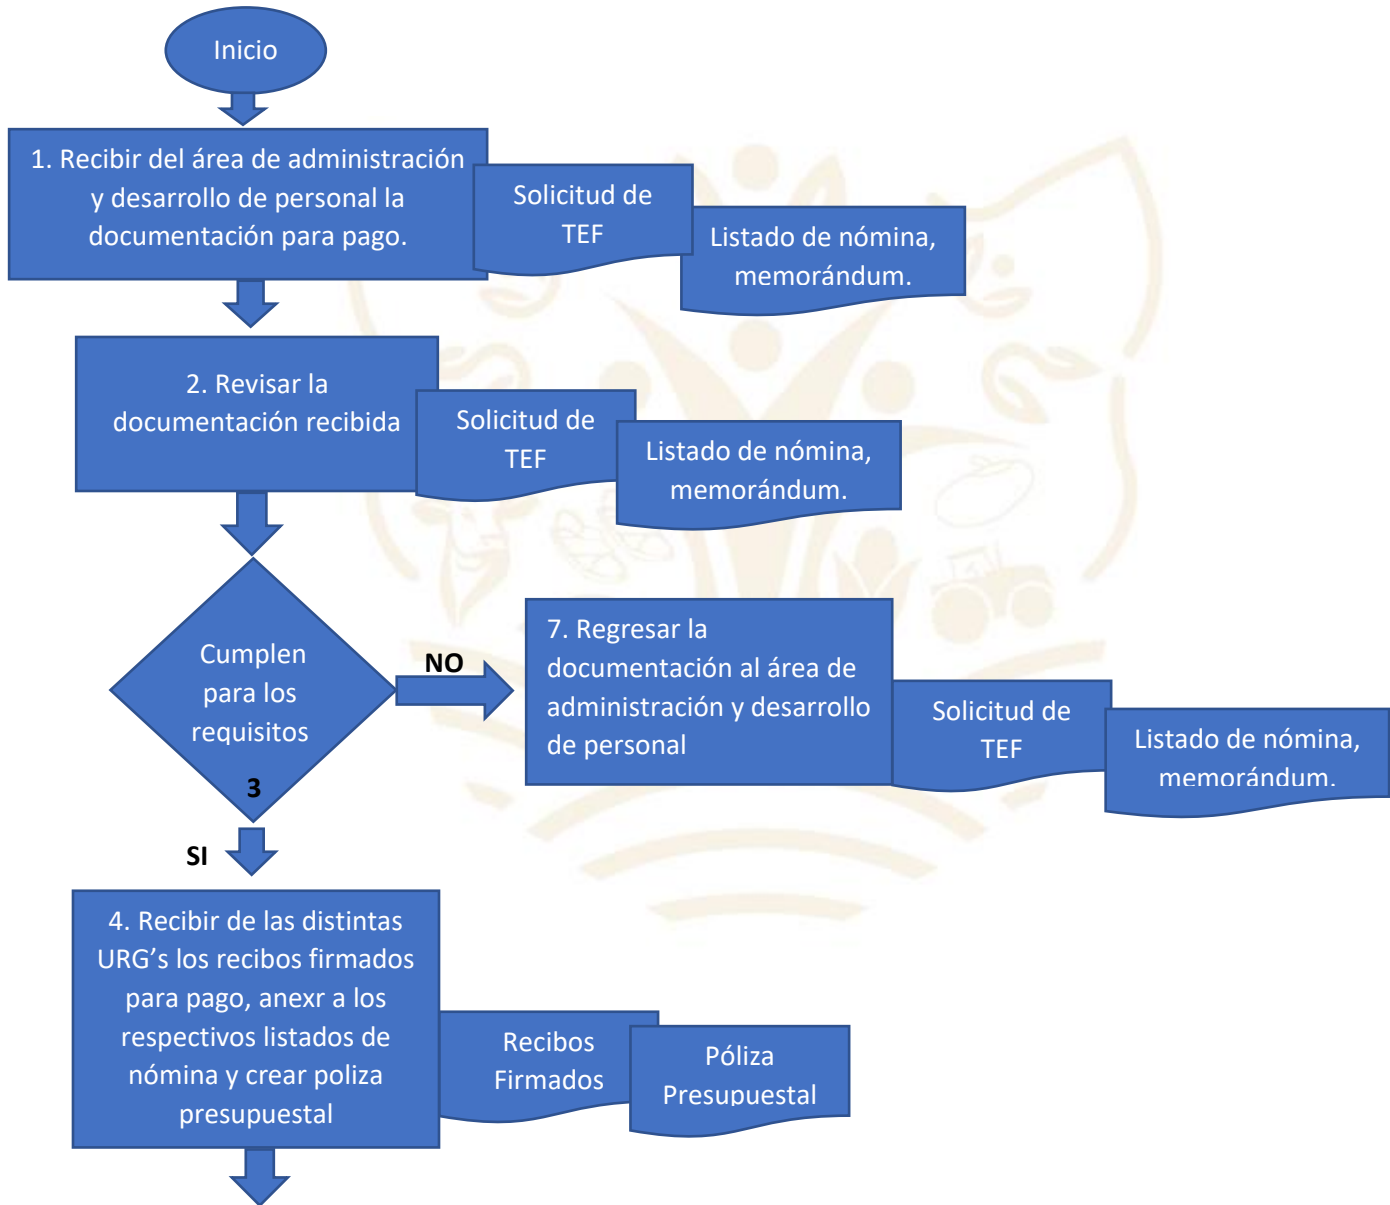 Inicio
1. Recibir del área de administración
y desarrollo de personal la
documentación para pago.
Solicitud de
TEF
Listado de nómina,
memorándum.
2. Revisar la
documentación recibida
Solicitud de
TEF
Listado de nómina,
memorándum.
Cumplen
para los
requisitos
3
NO
7. Regresar la
documentación al área de
administración y desarrollo
de personal
Solicitud de
TEF
Listado de nómina,
memorándum.
SI
4. Recibir de las distintas
URG’s los recibos firmados
para pago, anexr a los
respectivos listados de
nómina y crear poliza
presupuestal
Recibos
Firmados
Póliza
Presupuestal